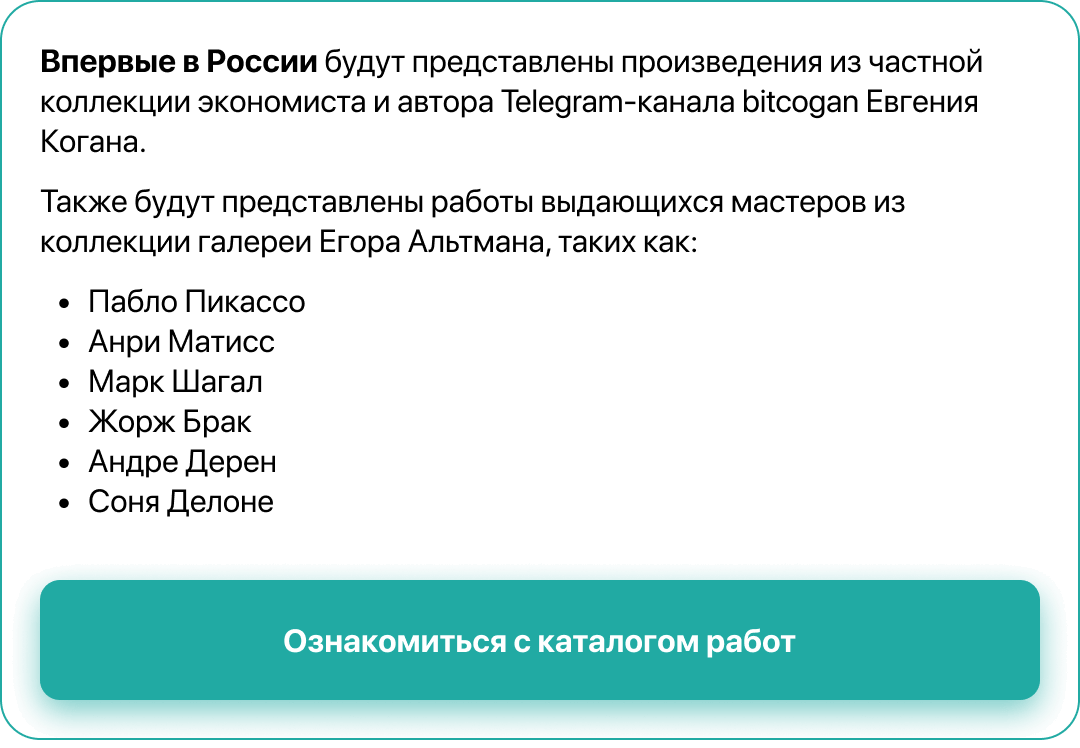 Впервые в России будут представлены произведения из частной
коллекции экономиста и автора Telegram-канала bitcogan Евгения
Когана.
Также будут представлены работы выдающихся мастеров из
коллекции галереи Егора Альтмана, таких как:
• Пабло Пикассо
• Анри Матисс
• Марк Шагал
• Жорж Брак
• Андре Дерен
• Соня Делоне
Ознакомиться с каталогом работ